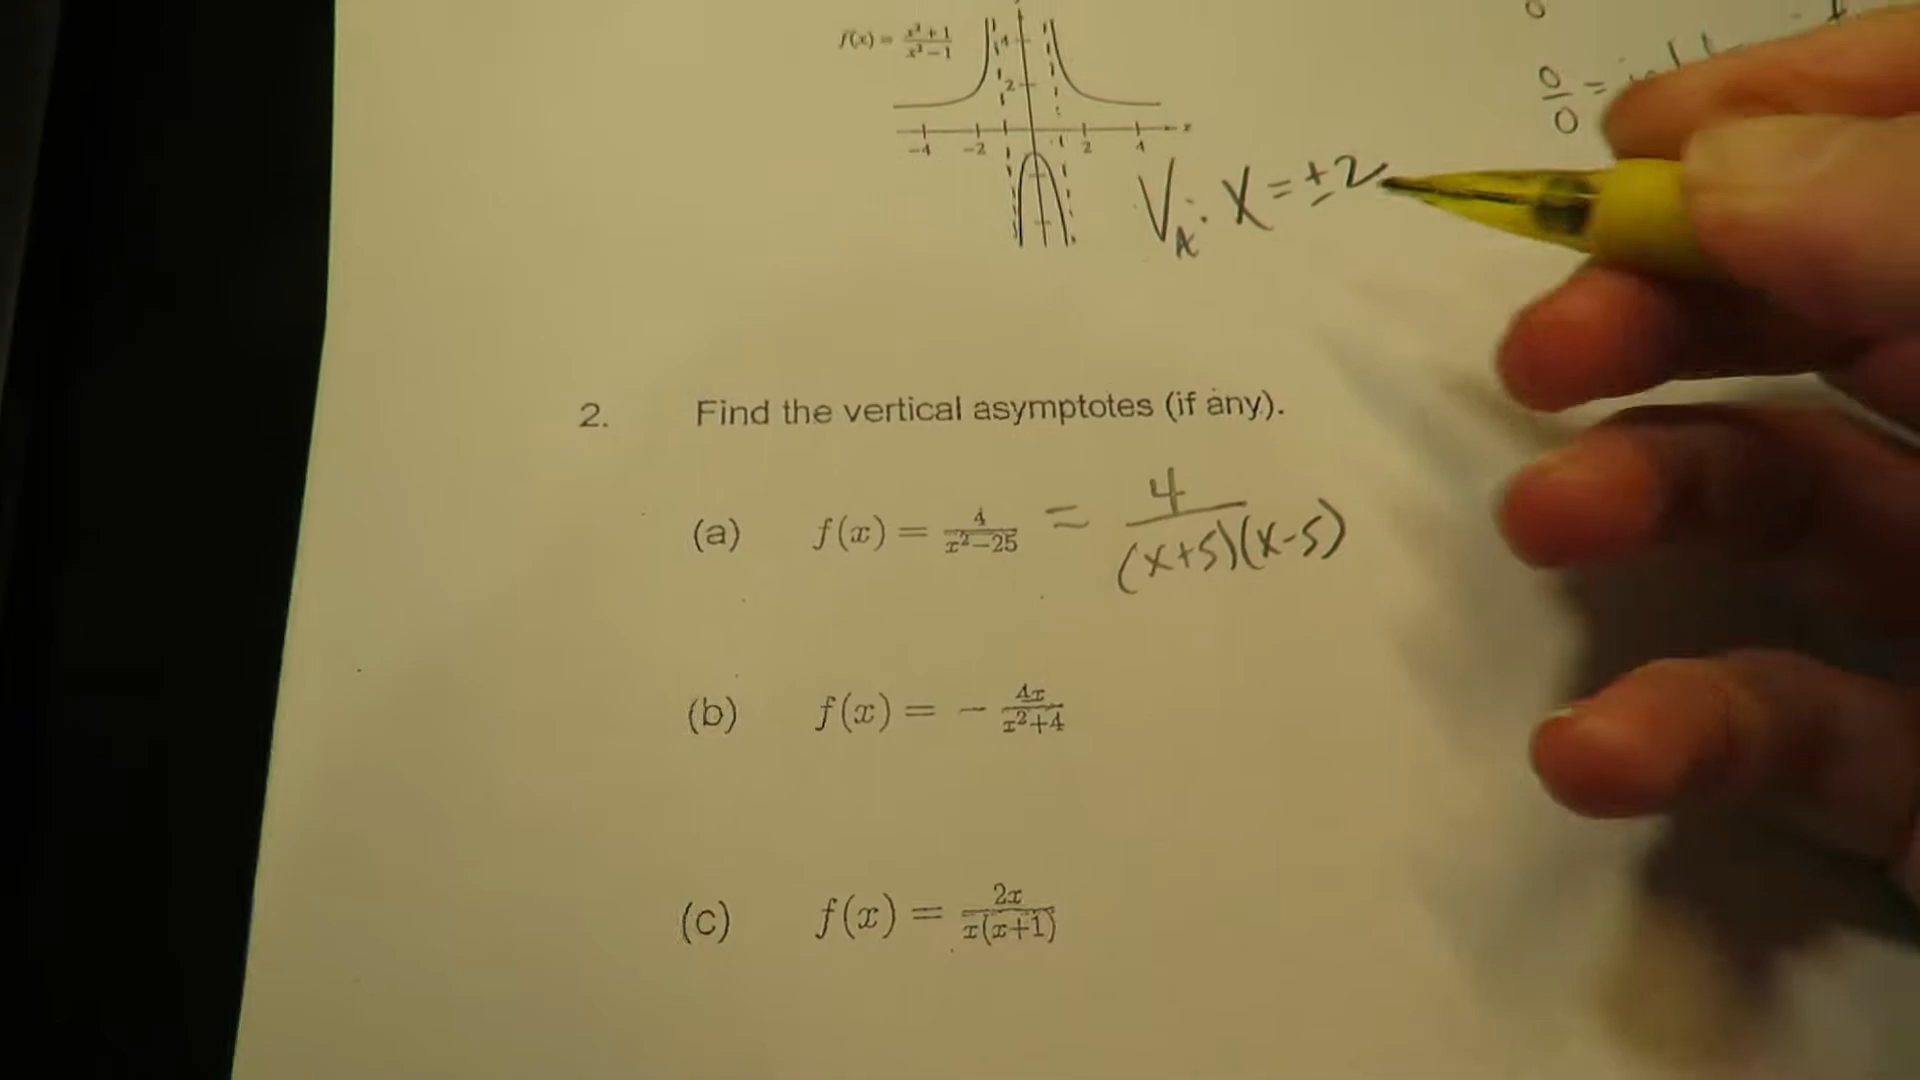 f(x) = x²+1/x²−1
4
2
−4 −2 2 4 x
0/0 =
VA: X = ±2
2. Find the vertical asymptotes (if any).
(a) f(x) = 4/x²−25 = 4/(x+5)(x-5)
(b) f(x) = − 4x/x²+4
(c) f(x) = 2x/x(x+1)